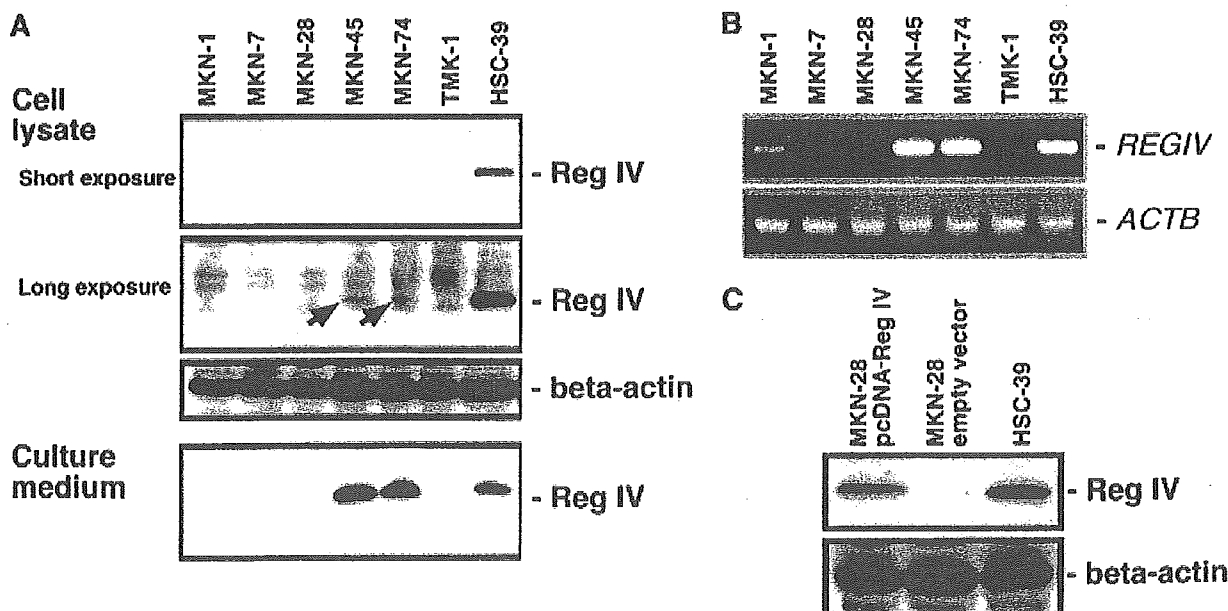 A
MKN-1
MKN-7
MKN-28
MKN-45
MKN-74
TMK-1
HSC-39
Cell
lysate
Short exposure
- Reg IV
Long exposure
- Reg IV
- beta-actin
Culture
medium
- Reg IV
B
MKN-1
MKN-7
MKN-28
MKN-45
MKN-74
TMK-1
HSC-39
- REGIV
- ACTB
C
MKN-28
pcDNA-Reg IV
MKN-28
empty vector
HSC-39
- Reg IV
- beta-actin